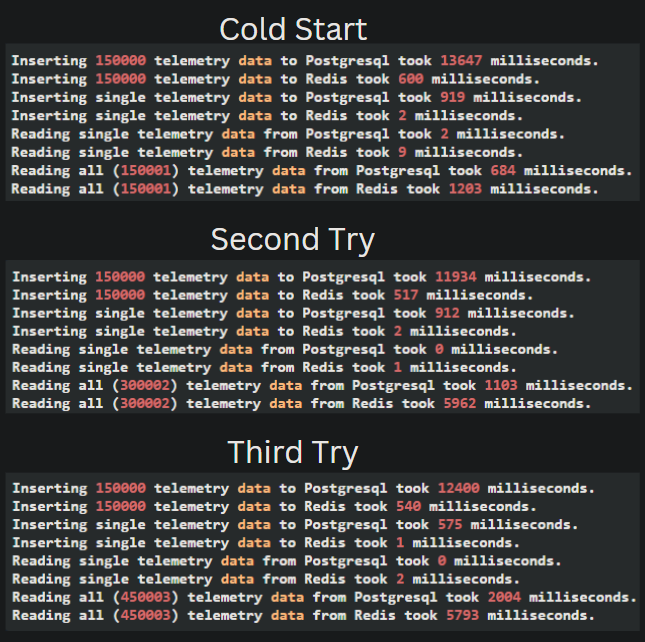 Cold Start
Inserting 150000 telemetry data to Postgresql took 13647 milliseconds.
Inserting 150000 telemetry data to Redis took 600 milliseconds.
Inserting single telemetry data to Postgresql took 919 milliseconds.
Inserting single telemetry data to Redis took 2 milliseconds.
Reading single telemetry data from Postgresql took 2 milliseconds.
Reading single telemetry data from Redis took 9 milliseconds.
Reading all (150001) telemetry data from Postgresql took 684 milliseconds.
Reading all (150001) telemetry data from Redis took 1203 milliseconds.
Second Try
Inserting 150000 telemetry data to Postgresql took 11934 milliseconds.
Inserting 150000 telemetry data to Redis took 517 milliseconds.
Inserting single telemetry data to Postgresql took 912 milliseconds.
Inserting single telemetry data to Redis took 2 milliseconds.
Reading single telemetry data from Postgresql took 0 milliseconds.
Reading single telemetry data from Redis took 1 milliseconds.
Reading all (300002) telemetry data from Postgresql took 1103 milliseconds.
Reading all (300002) telemetry data from Redis took 5962 milliseconds.
Third Try
Inserting 150000 telemetry data to Postgresql took 12400 milliseconds.
Inserting 150000 telemetry data to Redis took 540 milliseconds.
Inserting single telemetry data to Postgresql took 575 milliseconds.
Inserting single telemetry data to Redis took 1 milliseconds.
Reading single telemetry data from Postgresql took 0 milliseconds.
Reading single telemetry data from Redis took 2 milliseconds.
Reading all (450003) telemetry data from Postgresql took 2004 milliseconds.
Reading all (450003) telemetry data from Redis took 5793 milliseconds.